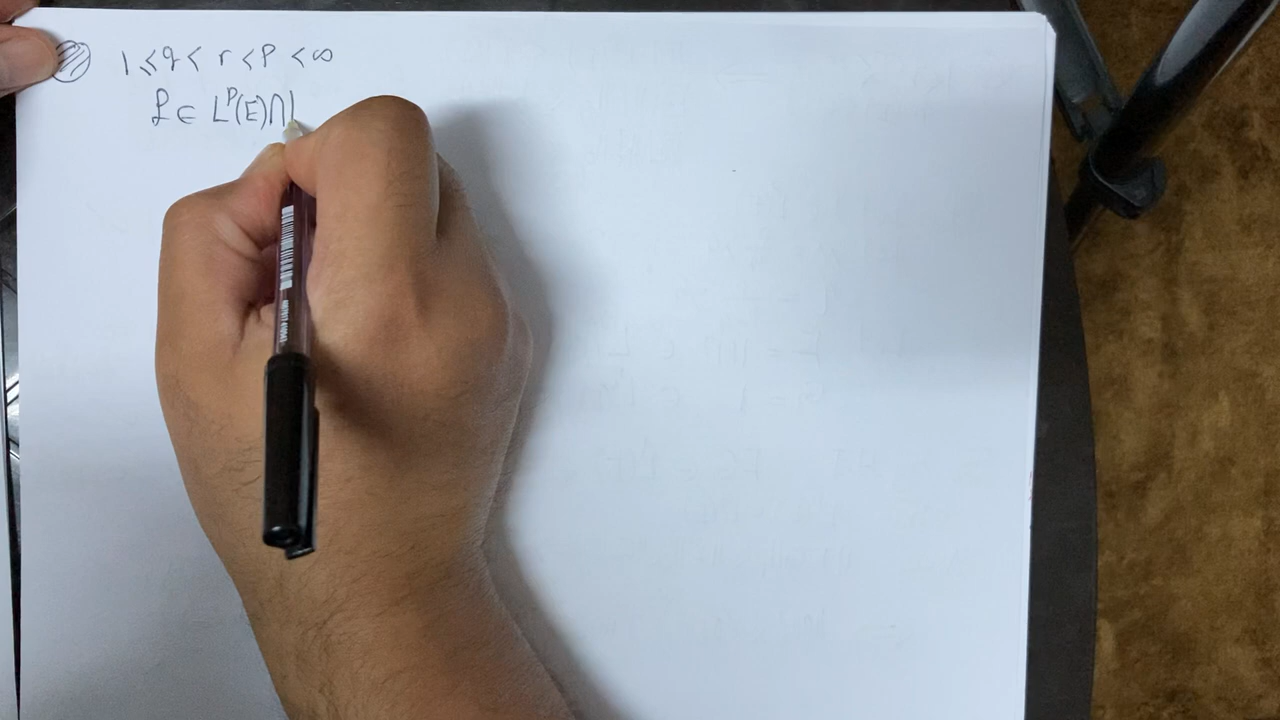 1 ≤ q < r < p < ∞
f ∈ L^p(E) ∩ l